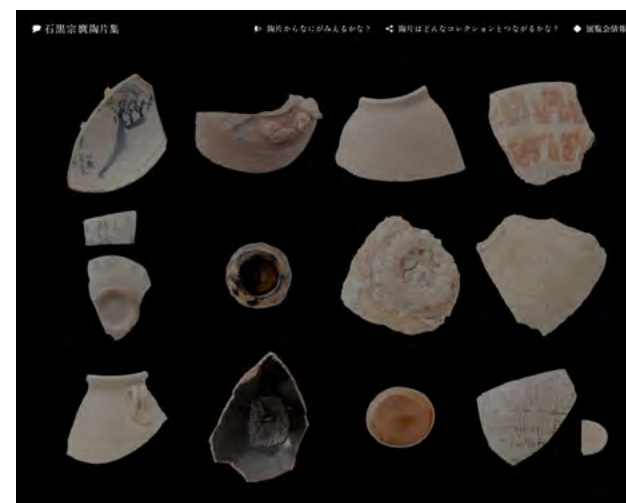 石黒宗麿陶片集
陶片からなにがみえるかな？
陶片はどんなコレクションとつながるかな？
展覧会情報